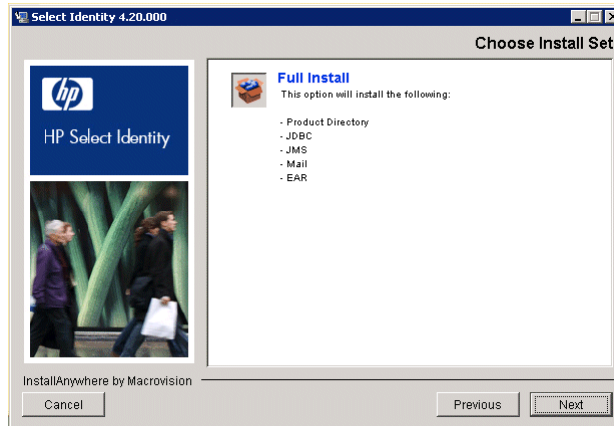 Select Identity 4.20.000
Choose Install Set
hp
HP Select Identity
Full Install
This option will install the following:
- Product Directory
- JDBC
- JMS
- Mail
- EAR
InstallAnywhere by Macrovision
Cancel
Previous
Next